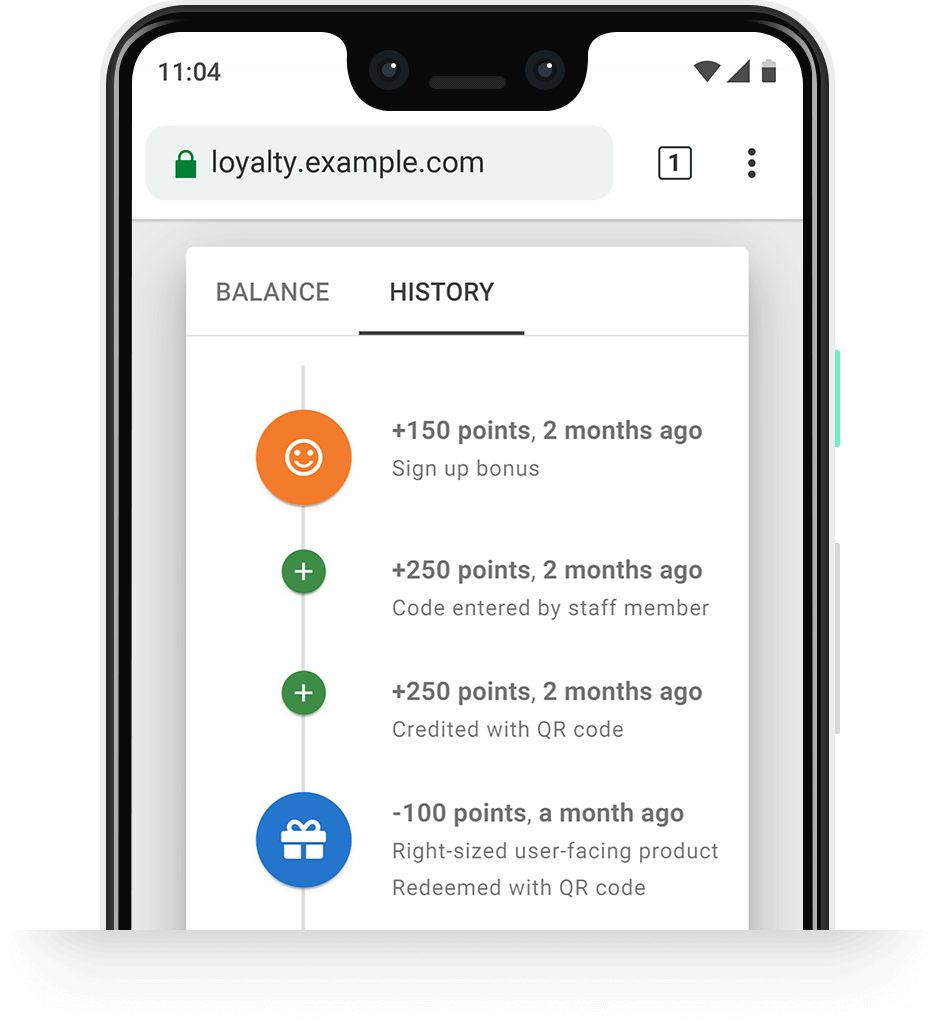 11:04
loyalty.example.com
1
BALANCE
HISTORY
+150 points, 2 months ago
Sign up bonus
+250 points, 2 months ago
Code entered by staff member
+250 points, 2 months ago
Credited with QR code
-100 points, a month ago
Right-sized user-facing product
Redeemed with QR code